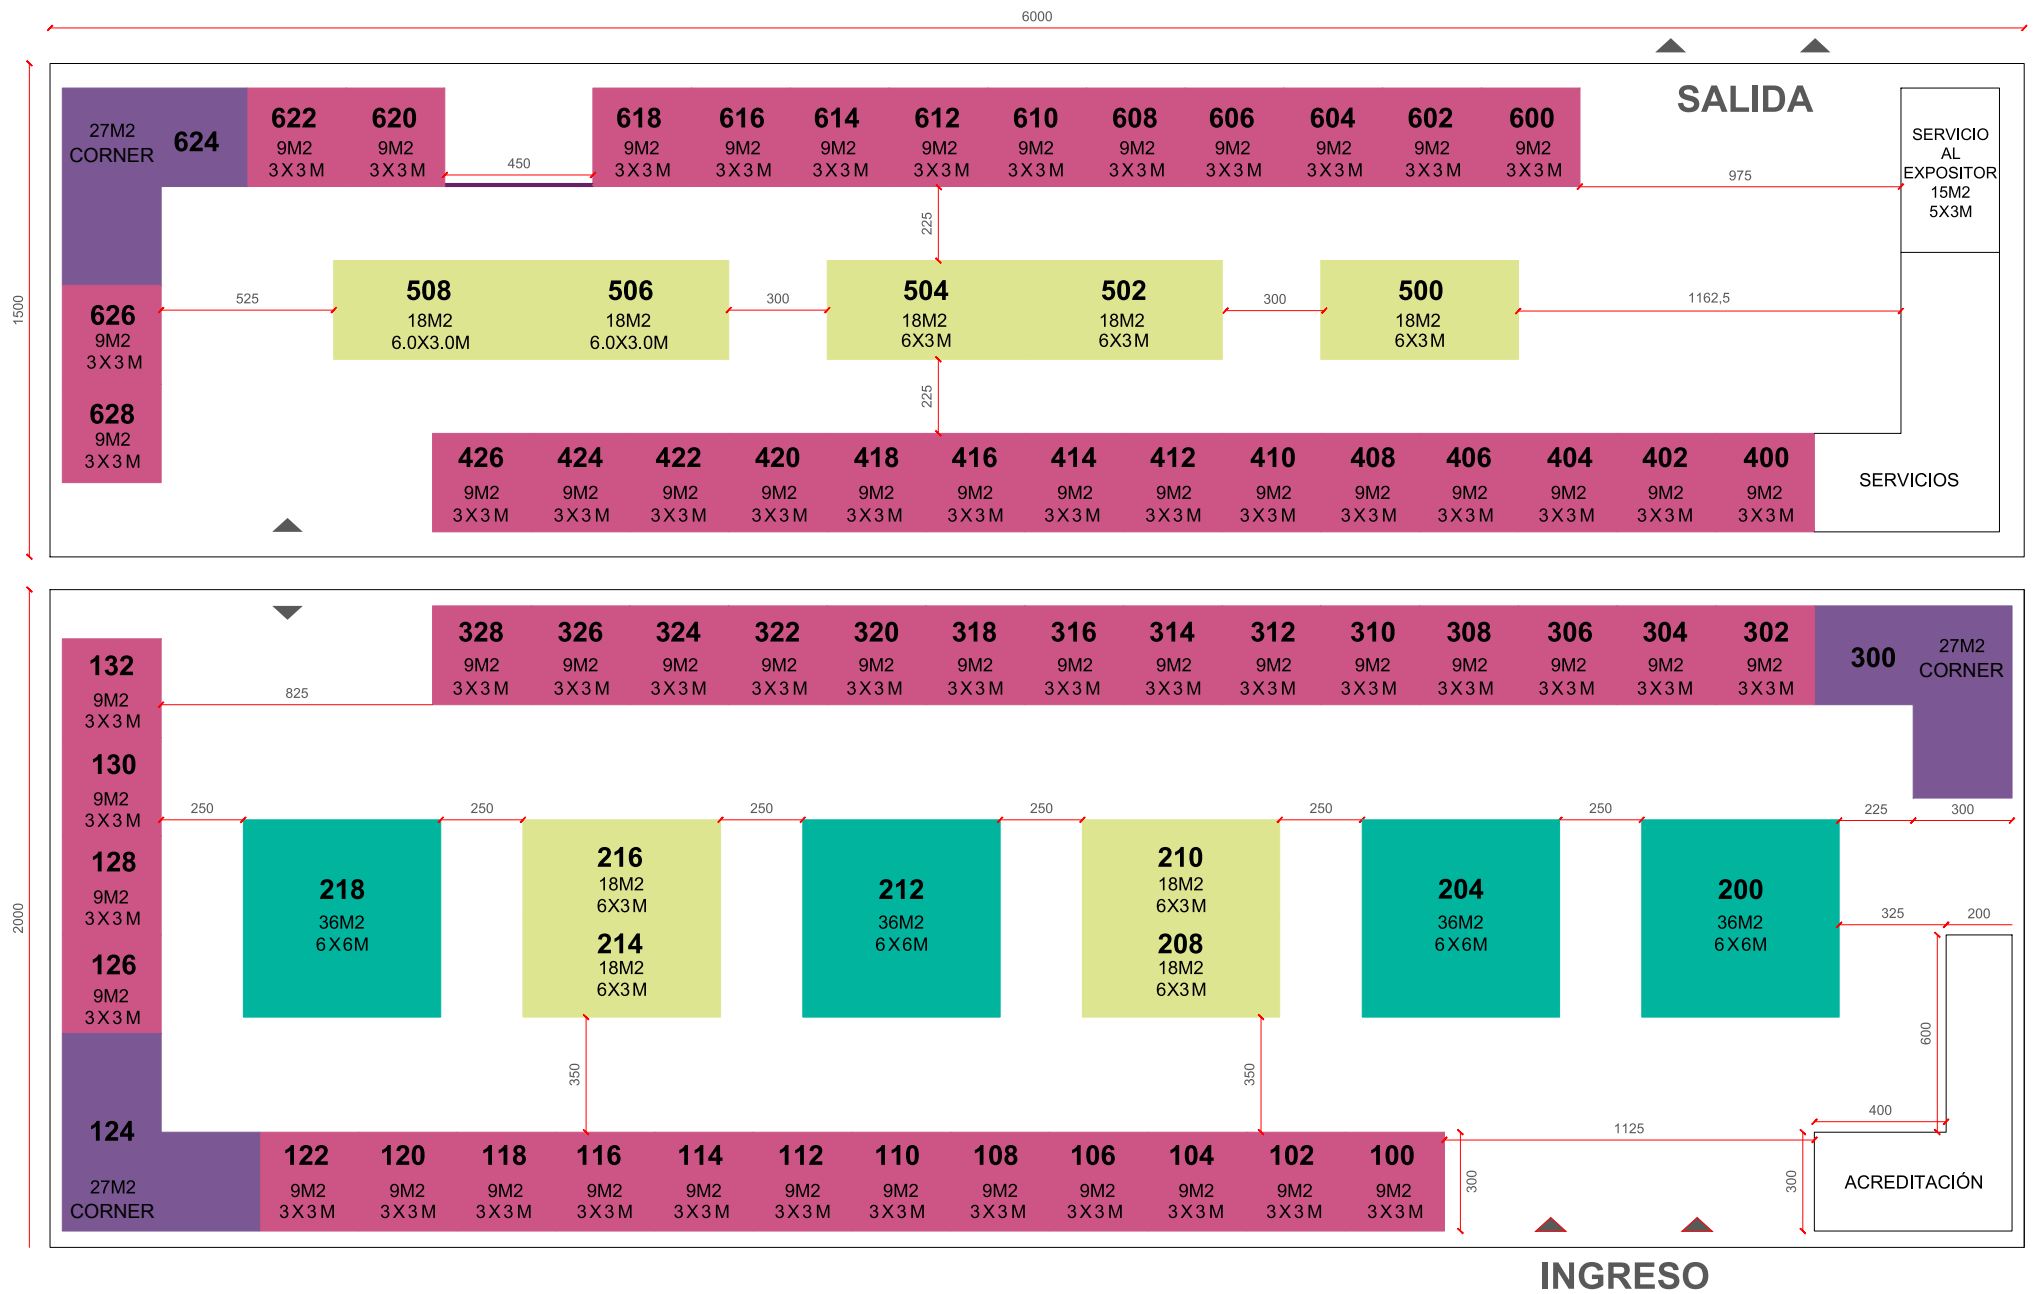 6000
SALIDA
1500
27M2
CORNER
624
622
9M2
3X3M
620
9M2
3X3M
450
618
9M2
3X3M
616
9M2
3X3M
614
9M2
3X3M
612
9M2
3X3M
610
9M2
3X3M
608
9M2
3X3M
606
9M2
3X3M
604
9M2
3X3M
602
9M2
3X3M
600
9M2
3X3M
975
SERVICIO
AL
EXPOSITOR
15M2
5X3M
225
626
9M2
3X3M
628
9M2
3X3M
525
508
18M2
6.0X3.0M
506
18M2
6.0X3.0M
300
504
18M2
6X3M
502
18M2
6X3M
300
500
18M2
6X3M
1162,5
225
426
9M2
3X3M
424
9M2
3X3M
422
9M2
3X3M
420
9M2
3X3M
418
9M2
3X3M
416
9M2
3X3M
414
9M2
3X3M
412
9M2
3X3M
410
9M2
3X3M
408
9M2
3X3M
406
9M2
3X3M
404
9M2
3X3M
402
9M2
3X3M
400
9M2
3X3M
SERVICIOS
2000
132
9M2
3X3M
130
9M2
3X3M
128
9M2
3X3M
126
9M2
3X3M
825
328
9M2
3X3M
326
9M2
3X3M
324
9M2
3X3M
322
9M2
3X3M
320
9M2
3X3M
318
9M2
3X3M
316
9M2
3X3M
314
9M2
3X3M
312
9M2
3X3M
310
9M2
3X3M
308
9M2
3X3M
306
9M2
3X3M
304
9M2
3X3M
302
9M2
3X3M
300
27M2
CORNER
250
250
250
250
250
250
225
300
218
36M2
6X6M
216
18M2
6X3M
214
18M2
6X3M
212
36M2
6X6M
210
18M2
6X3M
208
18M2
6X3M
204
36M2
6X6M
200
36M2
6X6M
325
200
600
350
350
400
124
27M2
CORNER
122
9M2
3X3M
120
9M2
3X3M
118
9M2
3X3M
116
9M2
3X3M
114
9M2
3X3M
112
9M2
3X3M
110
9M2
3X3M
108
9M2
3X3M
106
9M2
3X3M
104
9M2
3X3M
102
9M2
3X3M
100
9M2
3X3M
1125
300
300
ACREDITACIÓN
INGRESO